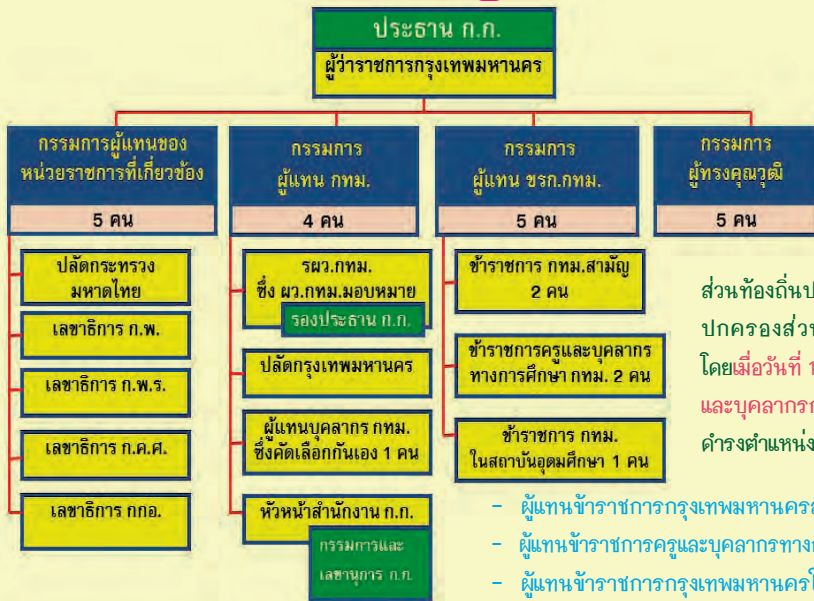 ประธาน ก.ก.
ผู้ว่าราชการกรุงเทพมหานคร
กรรมการผู้แทนของ
หน่วยราชการที่เกี่ยวข้อง
5 คน
ปลัดกระทรวง
มหาดไทย
เลขาธิการ ก.พ.
เลขาธิการ ก.พ.ร.
เลขาธิการ ก.ค.ศ.
เลขาธิการ กกอ.
กรรมการ
ผู้แทน กทม.
4 คน
รผว.กทม.
ซึ่ง ผว.กทม.มอบหมาย
รองประธาน ก.ก.
ปลัดกรุงเทพมหานคร
ผู้แทนบุคลากร กทม.
ซึ่งคัดเลือกกันเอง 1 คน
หัวหน้าสำนักงาน ก.ก.
กรรมการและ
เลขานุการ ก.ก.
กรรมการ
ผู้แทน ขรก.กทม.
5 คน
ข้าราชการ กทม.สามัญ
2 คน
ข้าราชการครูและบุคลากร
ทางการศึกษา กทม. 2 คน
ข้าราชการ กทม.
ในสถาบันอุดมศึกษา 1 คน
กรรมการ
ผู้ทรงคุณวุฒิ
5 คน
ส่วนท้องถิ่นป
ปกครองส่วน
โดยเมื่อวันที่ 1
และบุคลากรก
ดำรงตำแหน่ง
- ผู้แทนข้าราชการกรุงเทพมหานครส
- ผู้แทนข้าราชการครูและบุคลากรทางก
- ผู้แทนข้าราชการกรุงเทพมหานครใ